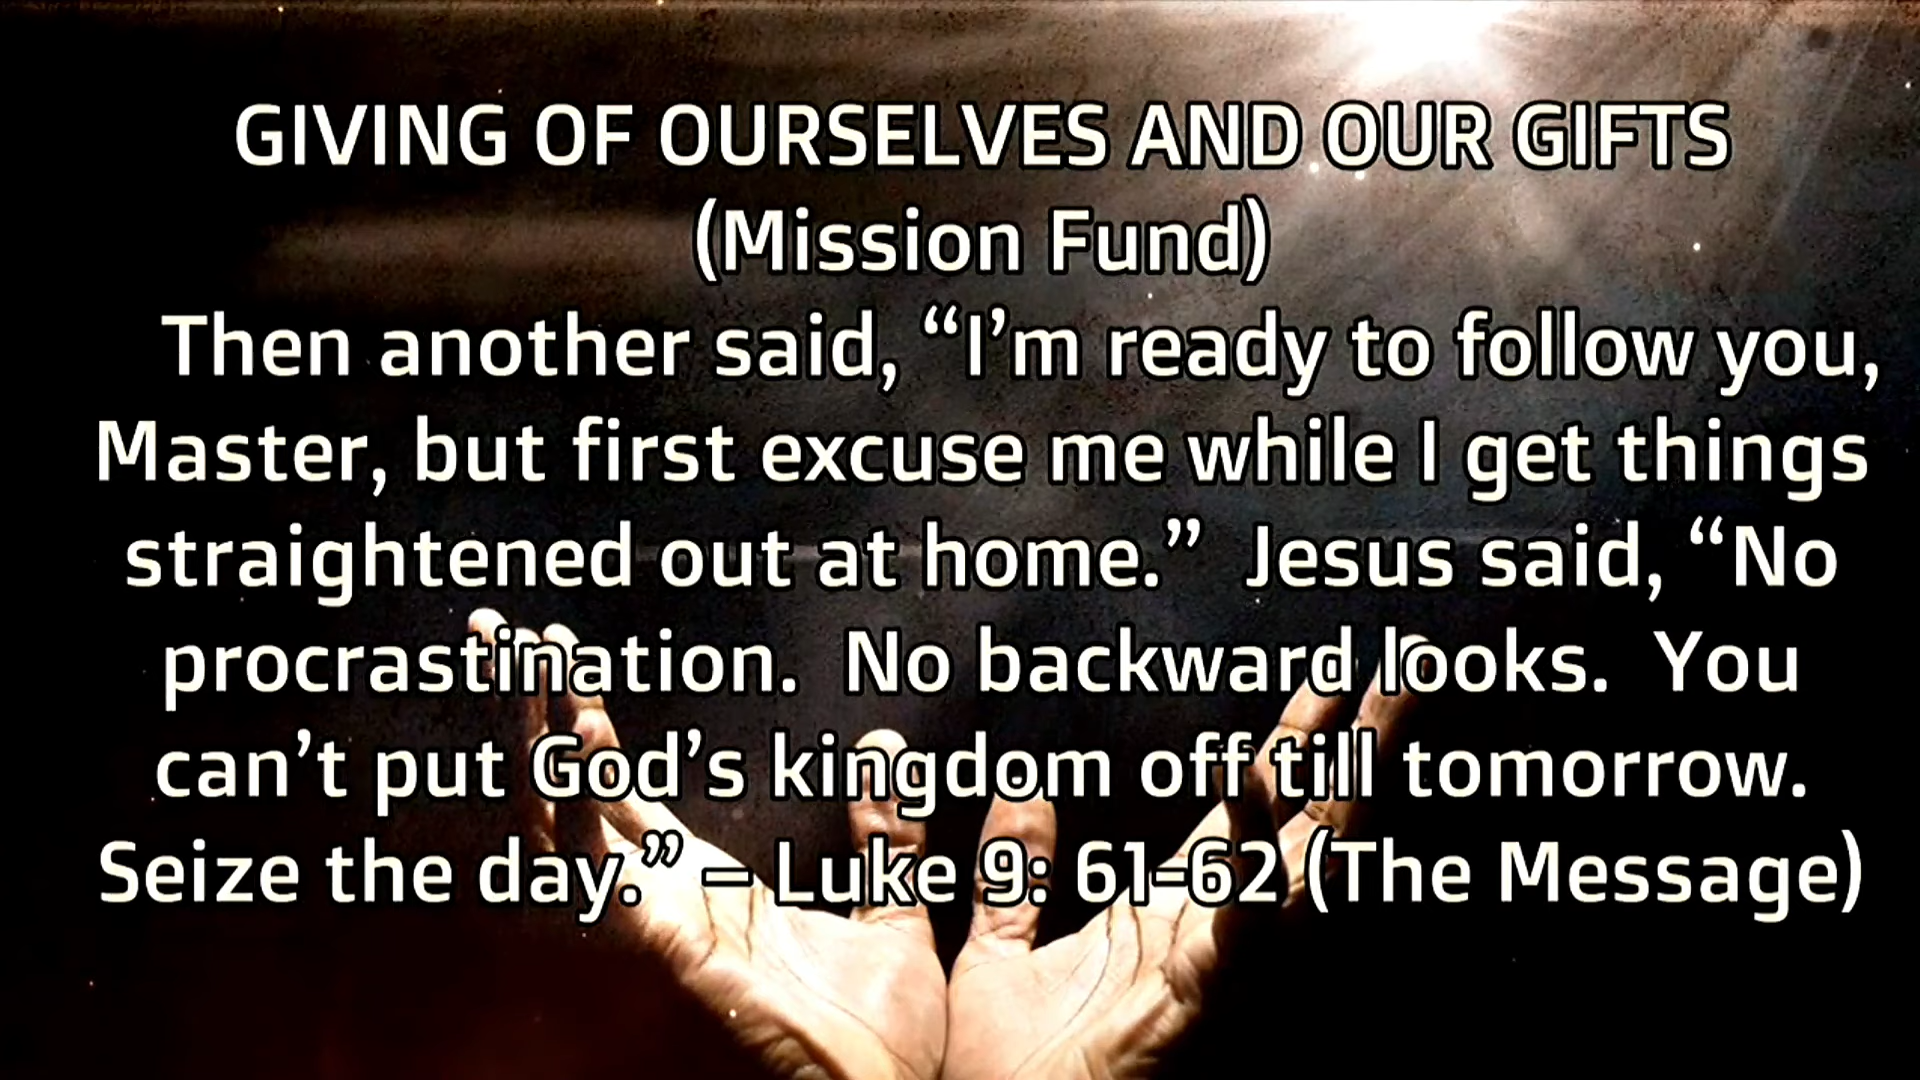 GIVING OF OURSELVES AND OUR GIFTS
(Mission Fund)
Then another said, “I’m ready to follow you,
Master, but first excuse me while I get things
straightened out at home.”  Jesus said, “No
procrastination.  No backward looks.  You
can’t put God’s kingdom off till tomorrow.
Seize the day.” – Luke 9: 61-62 (The Message)